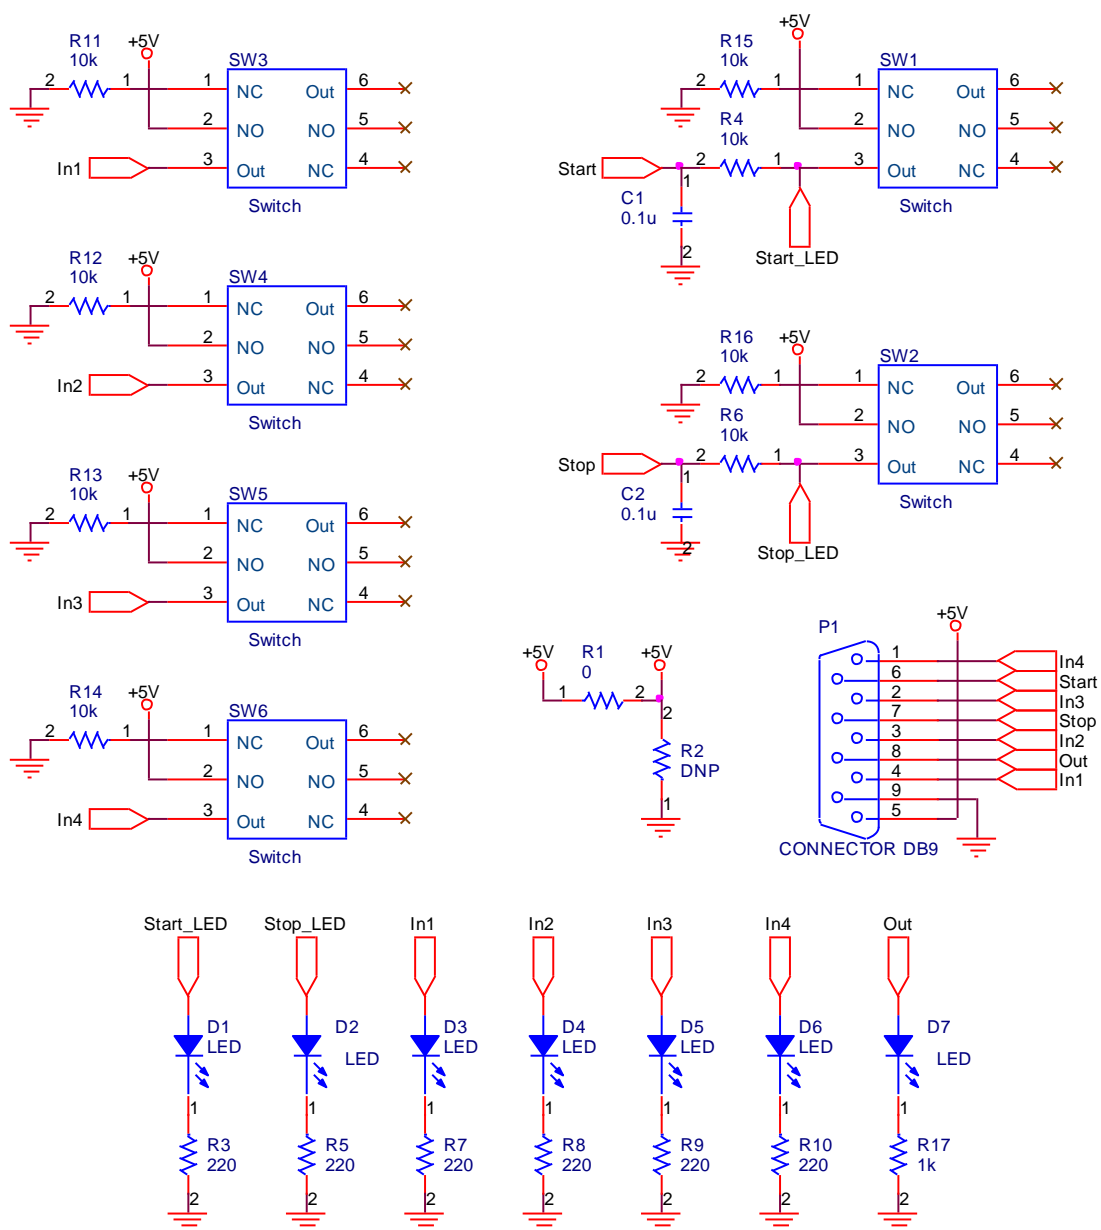 R11
10k
+5V
SW3
2
1
1
NC
Out
6
2
NO
NO
5
In1
3
Out
NC
4
Switch
R15
10k
+5V
SW1
2
1
1
NC
Out
6
R4
10k
2
NO
NO
5
Start
2
1
3
Out
NC
4
1
C1
0.1u
2
Start_LED
Switch
R12
10k
+5V
SW4
2
1
1
NC
Out
6
2
NO
NO
5
In2
3
Out
NC
4
Switch
R16
10k
+5V
SW2
2
1
1
NC
Out
6
R6
10k
2
NO
NO
5
Stop
2
1
3
Out
NC
4
1
C2
0.1u
2
Stop_LED
Switch
R13
10k
+5V
SW5
2
1
1
NC
Out
6
2
NO
NO
5
In3
3
Out
NC
4
Switch
R14
10k
+5V
SW6
2
1
1
NC
Out
6
2
NO
NO
5
In4
3
Out
NC
4
Switch
+5V
R1
0
+5V
1
2
2
R2
DNP
1
P1
+5V
1
In4
6
Start
2
In3
7
Stop
3
In2
8
Out
4
In1
9
5
CONNECTOR DB9
Start_LED
Stop_LED
In1
In2
In3
In4
Out
D1
LED
D2
LED
D3
LED
D4
LED
D5
LED
D6
LED
D7
LED
1
1
1
1
1
1
1
R3
220
R5
220
R7
220
R8
220
R9
220
R10
220
R17
1k
2
2
2
2
2
2
2